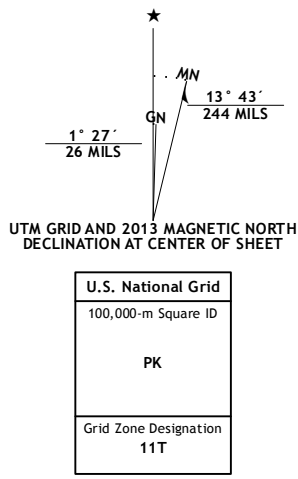 ★
MN
GN
13° 43´
244 MILS
1° 27´
26 MILS
UTM GRID AND 2013 MAGNETIC NORTH
DECLINATION AT CENTER OF SHEET
U.S. National Grid
100,000-m Square ID
PK
Grid Zone Designation
11T